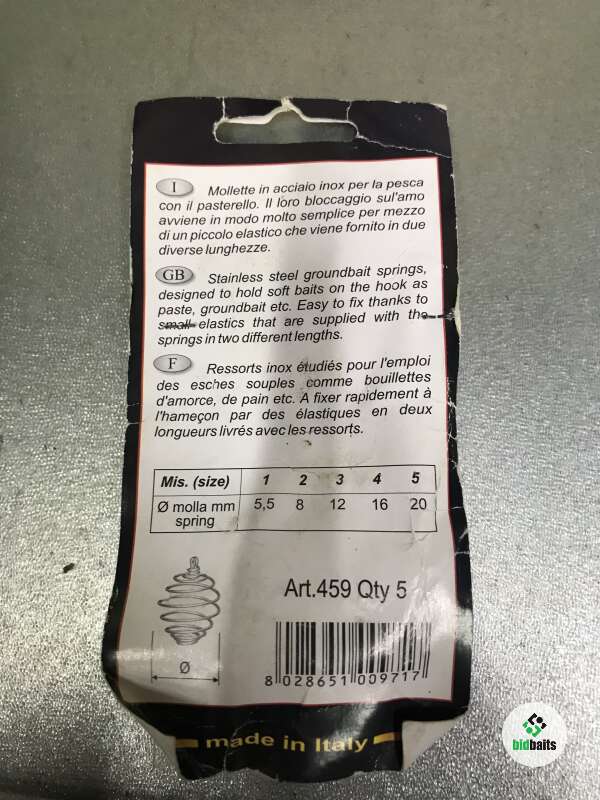 I Mollette in acciaio inox per la pesca
con il pasterello. Il loro bloccaggio sul'amo
avviene in modo molto semplice per mezzo
di un piccolo elastico che viene fornito in due
diverse lunghezze.
GB Stainless steel groundbait springs,
designed to hold soft baits on the hook as
paste, groundbait etc. Easy to fix thanks to
small elastics that are supplied with the
springs in two different lengths.
F Ressorts inox étudiés pour l'emploi
des esches souples comme bouillettes
d'amorce, de pain etc. A fixer rapidement à
l'hameçon par des élastiques en deux
longueurs livrés avec les ressorts.
Mis. (size) 1 2 3 4 5
Ø molla mm 5,5 8 12 16 20
spring
Art.459 Qty 5
Ø
8 028651 009717
made in Italy
bidbaits